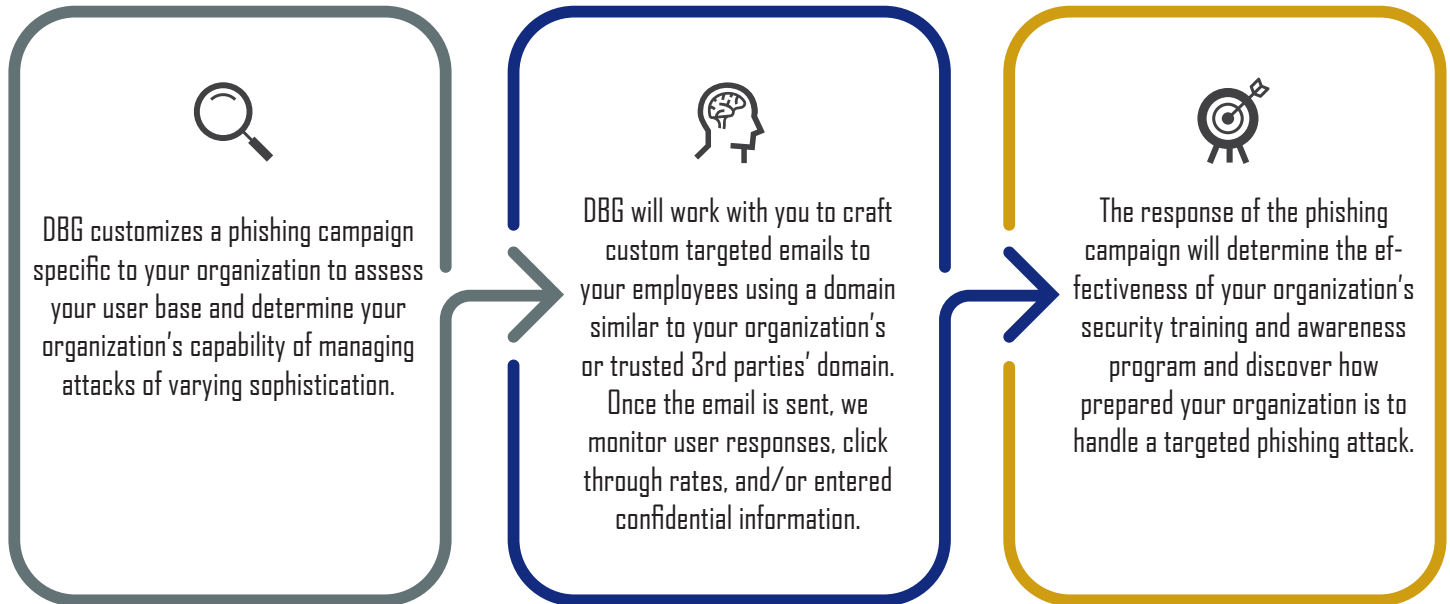 DBG customizes a phishing campaign
specific to your organization to assess
your user base and determine your
organization's capability of managing
attacks of varying sophistication.
DBG will work with you to craft
custom targeted emails to
your employees using a domain
similar to your organization's
or trusted 3rd parties' domain.
Once the email is sent, we
monitor user responses, click
through rates, and/or entered
confidential information.
The response of the phishing
campaign will determine the ef-
fectiveness of your organization's
security training and awareness
program and discover how
prepared your organization is to
handle a targeted phishing attack.